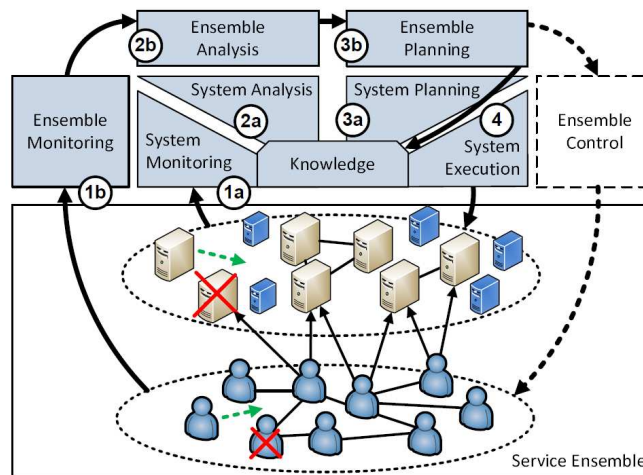 Ensemble
Analysis
2b
Ensemble
Planning
3b
Ensemble
Monitoring
1b
System Analysis
2a
System Planning
3a
4
System
Monitoring
1a
Knowledge
System
Execution
Ensemble
Control
Service Ensemble